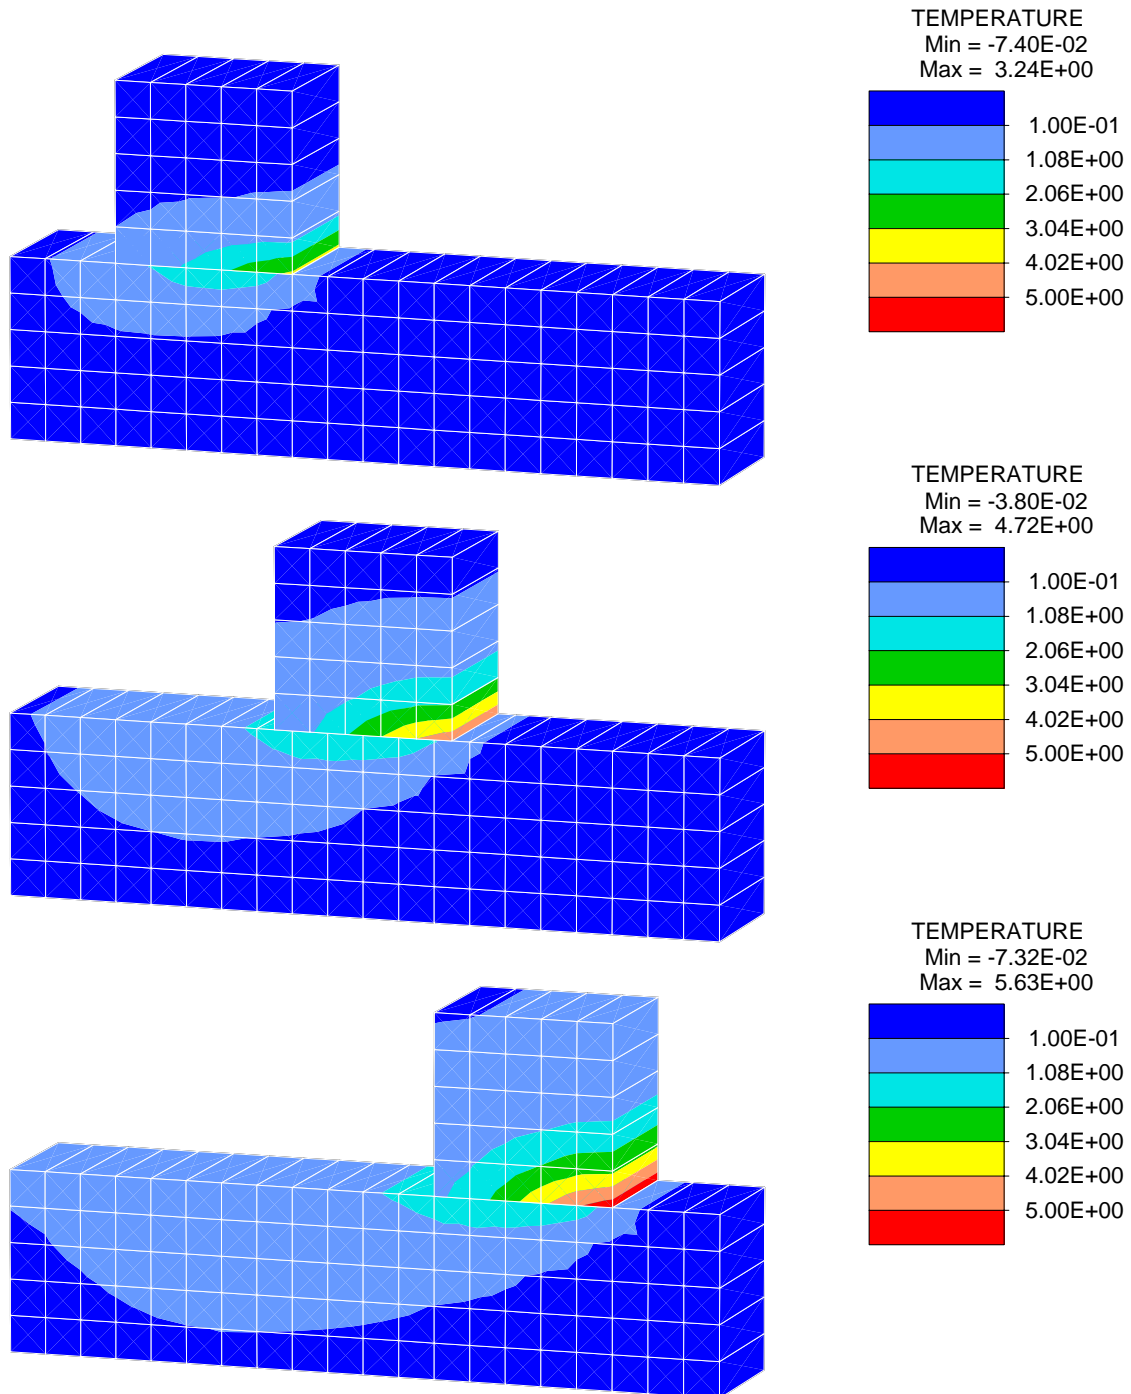 TEMPERATURE
Min = -7.40E-02
Max =  3.24E+00
1.00E-01
1.08E+00
2.06E+00
3.04E+00
4.02E+00
5.00E+00
TEMPERATURE
Min = -3.80E-02
Max =  4.72E+00
1.00E-01
1.08E+00
2.06E+00
3.04E+00
4.02E+00
5.00E+00
TEMPERATURE
Min = -7.32E-02
Max =  5.63E+00
1.00E-01
1.08E+00
2.06E+00
3.04E+00
4.02E+00
5.00E+00